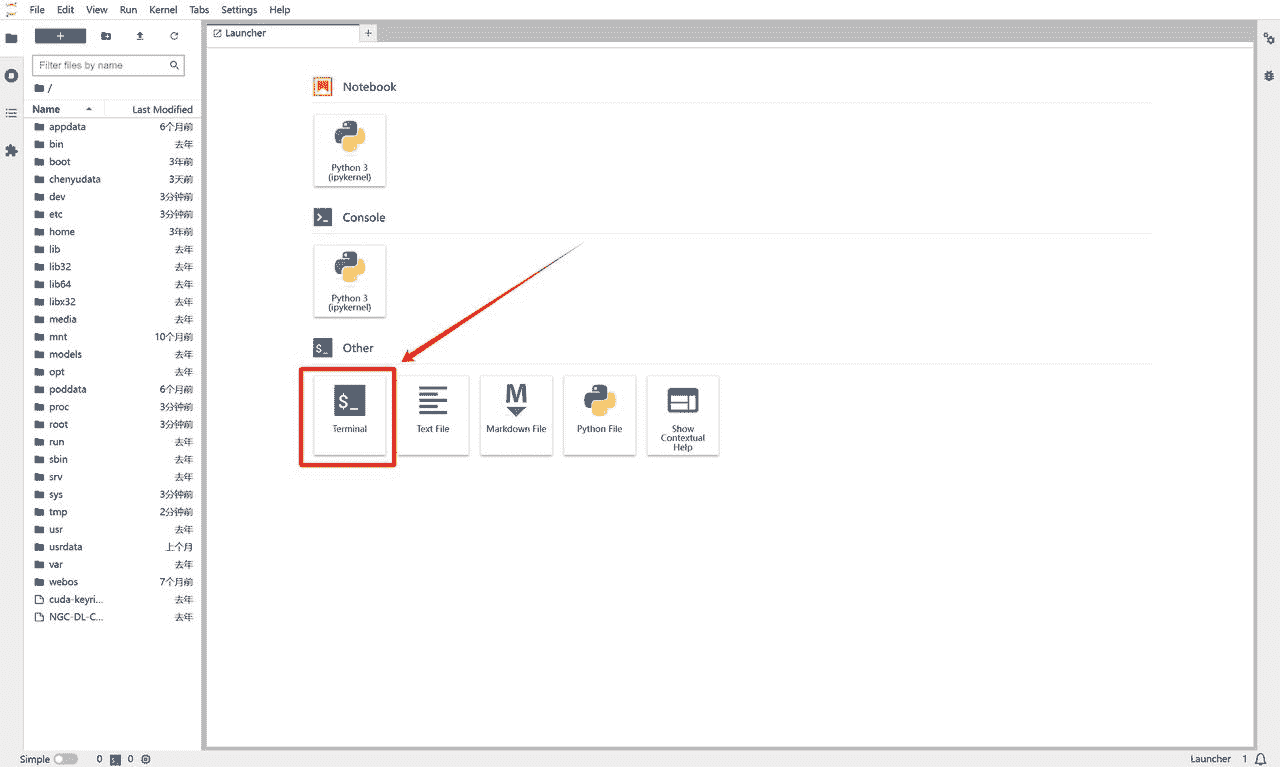 File Edit View Run Kernel Tabs Settings Help
+
Launcher
+
Filter files by name
/
Name Last Modified
appdata 6个月前
bin 去年
boot 3年前
chenyudata 3天前
dev 3分钟前
etc 3分钟前
home 3年前
lib 去年
lib32 去年
lib64 去年
libx32 去年
media 去年
mnt 10个月前
models 去年
opt 去年
poddata 6个月前
proc 3分钟前
root 3分钟前
run 去年
sbin 去年
srv 去年
sys 3分钟前
tmp 2分钟前
usr 去年
usrdata 上个月
var 去年
webos 7个月前
cuda-keyri... 去年
NGC-DL-C... 去年
Notebook
Python 3
(ipykernel)
>_ Console
Python 3
(ipykernel)
$_ Other
$_
Terminal
Text File
M
Markdown File
Python File
Show
Contextual
Help
Simple 0 $_ 0
Launcher 1